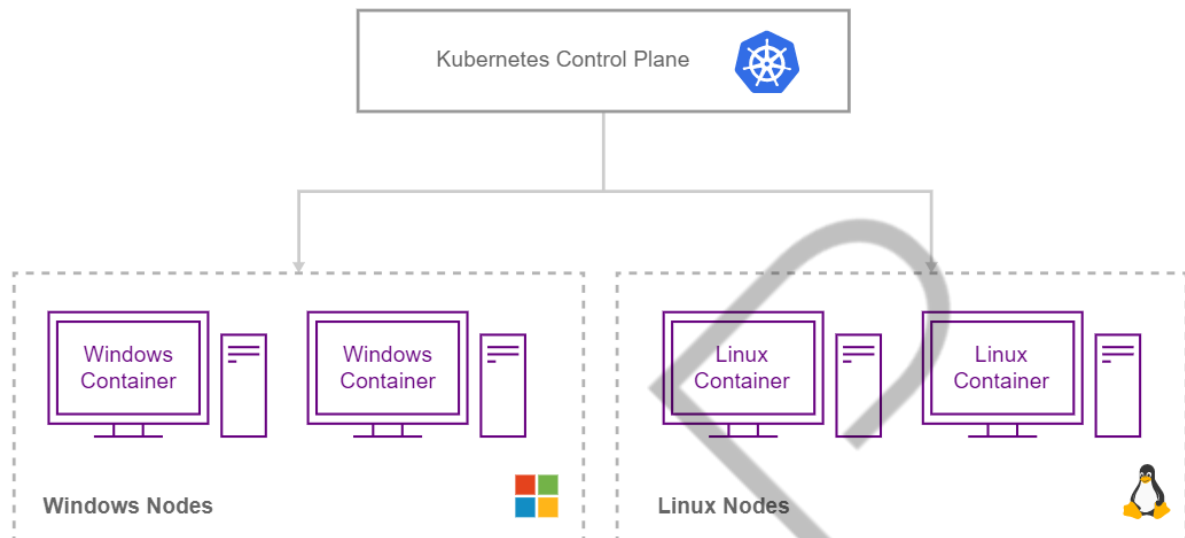 Kubernetes Control Plane
Windows
Container
Windows
Container
Linux
Container
Linux
Container
Windows Nodes
Linux Nodes